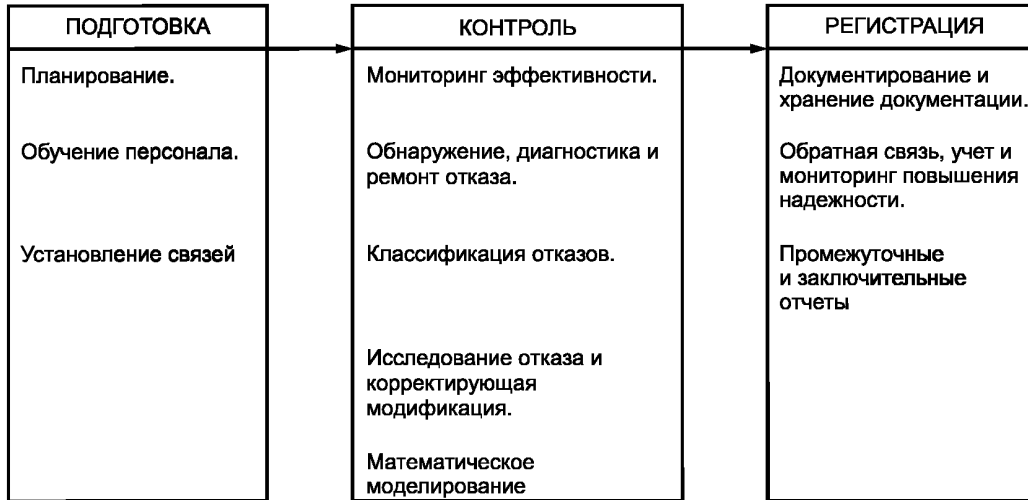 ПОДГОТОВКА
Планирование.
Обучение персонала.
Установление связей
КОНТРОЛЬ
Мониторинг эффективности.
Обнаружение, диагностика и
ремонт отказа.
Классификация отказов.
Исследование отказа и
корректирующая
модификация.
Математическое
моделирование
РЕГИСТРАЦИЯ
Документирование и
хранение документации.
Обратная связь, учет и
мониторинг повышения
надежности.
Промежуточные
и заключительные
отчеты